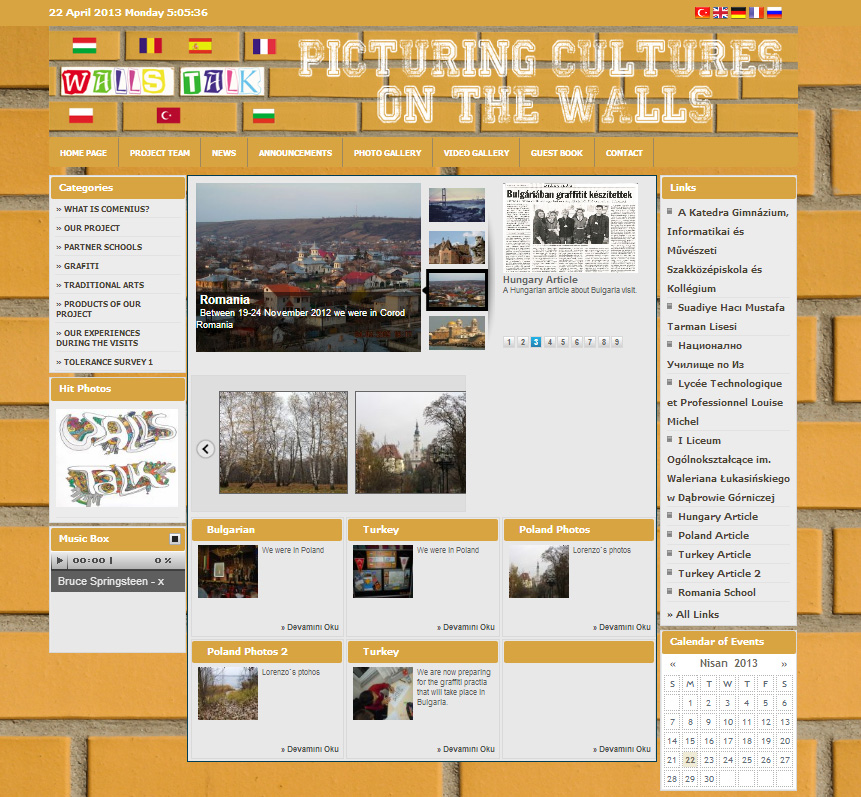 22 April 2013 Monday 5:05:36
WALLS TALK
PICTURING CULTURES
ON THE WALLS
HOME PAGE
PROJECT TEAM
NEWS
ANNOUNCEMENTS
PHOTO GALLERY
VIDEO GALLERY
GUEST BOOK
CONTACT
Categories
» WHAT IS COMENIUS?
» OUR PROJECT
» PARTNER SCHOOLS
» GRAFITI
» TRADITIONAL ARTS
» PRODUCTS OF OUR
PROJECT
» OUR EXPERIENCES
DURING THE VISITS
» TOLERANCE SURVEY 1
Hit Photos
WALLS
TALK
Music Box
00:00
0 %
Bruce Springsteen - x
Romania
Between 19-24 November 2012 we were in Corod
Romania
Bulgáriában graffitit készítettek
Hungary Article
A Hungarian article about Bulgaria visit.
1 2 3 4 5 6 7 8 9
Bulgarian
We were in Poland
» Devamını Oku
Turkey
We were in Poland
» Devamını Oku
Poland Photos
Lorenzo`s photos
» Devamını Oku
Poland Photos 2
Lorenzo`s ptohos
» Devamını Oku
Turkey
We are now preparing
for the graffiti practia
that will take place in
Bulgaria.
» Devamını Oku
» Devamını Oku
Links
A Katedra Gimnázium,
Informatikai és
Művészeti
Szakközépiskola és
Kollégium
Suadiye Hacı Mustafa
Tarman Lisesi
Национално
Училище по Из
Lycée Technologique
et Professionnel Louise
Michel
I Liceum
Ogólnokształcące im.
Waleriana Łukasińskiego
w Dąbrowie Górniczej
Hungary Article
Poland Article
Turkey Article
Turkey Article 2
Romania School
» All Links
Calendar of Events
« Nisan 2013 »
S M T W T F S
1 2 3 4 5 6
7 8 9 10 11 12 13
14 15 16 17 18 19 20
21 22 23 24 25 26 27
28 29 30